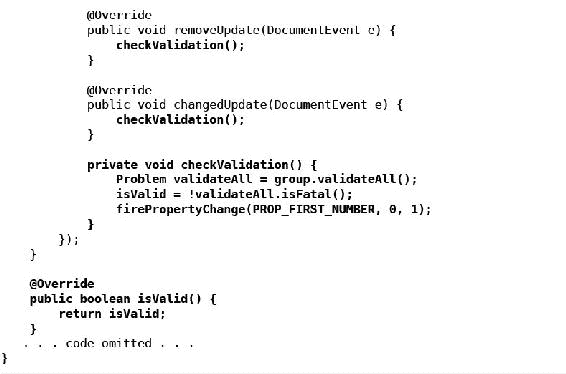 @Override
public void removeUpdate(DocumentEvent e) {
checkValidation();
}
@Override
public void changedUpdate(DocumentEvent e) {
checkValidation();
}
private void checkValidation() {
Problem validateAll = group.validateAll();
isValid = !validateAll.isFatal();
firePropertyChange(PROP_FIRST_NUMBER, 0, 1);
}
});
}
@Override
public boolean isValid() {
return isValid;
}
. . . code omitted . . .
}